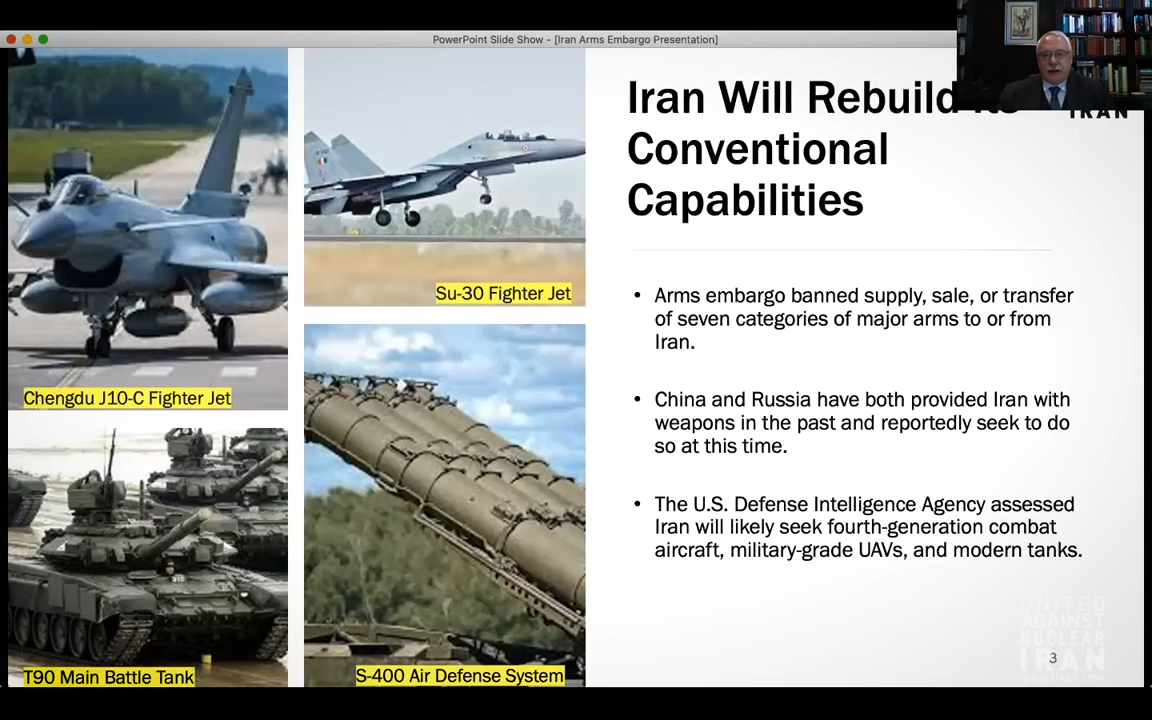 PowerPoint Slide Show - [Iran Arms Embargo Presentation]
Iran Will Rebuild Its
Conventional
Capabilities
IRAN
• Arms embargo banned supply, sale, or transfer
of seven categories of major arms to or from
Iran.
• China and Russia have both provided Iran with
weapons in the past and reportedly seek to do
so at this time.
• The U.S. Defense Intelligence Agency assessed
Iran will likely seek fourth-generation combat
aircraft, military-grade UAVs, and modern tanks.
Su-30 Fighter Jet
Chengdu J10-C Fighter Jet
T90 Main Battle Tank
S-400 Air Defense System
UNITED
AGAINST
NUCLEAR
IRAN
WWW.UANI.COM
3